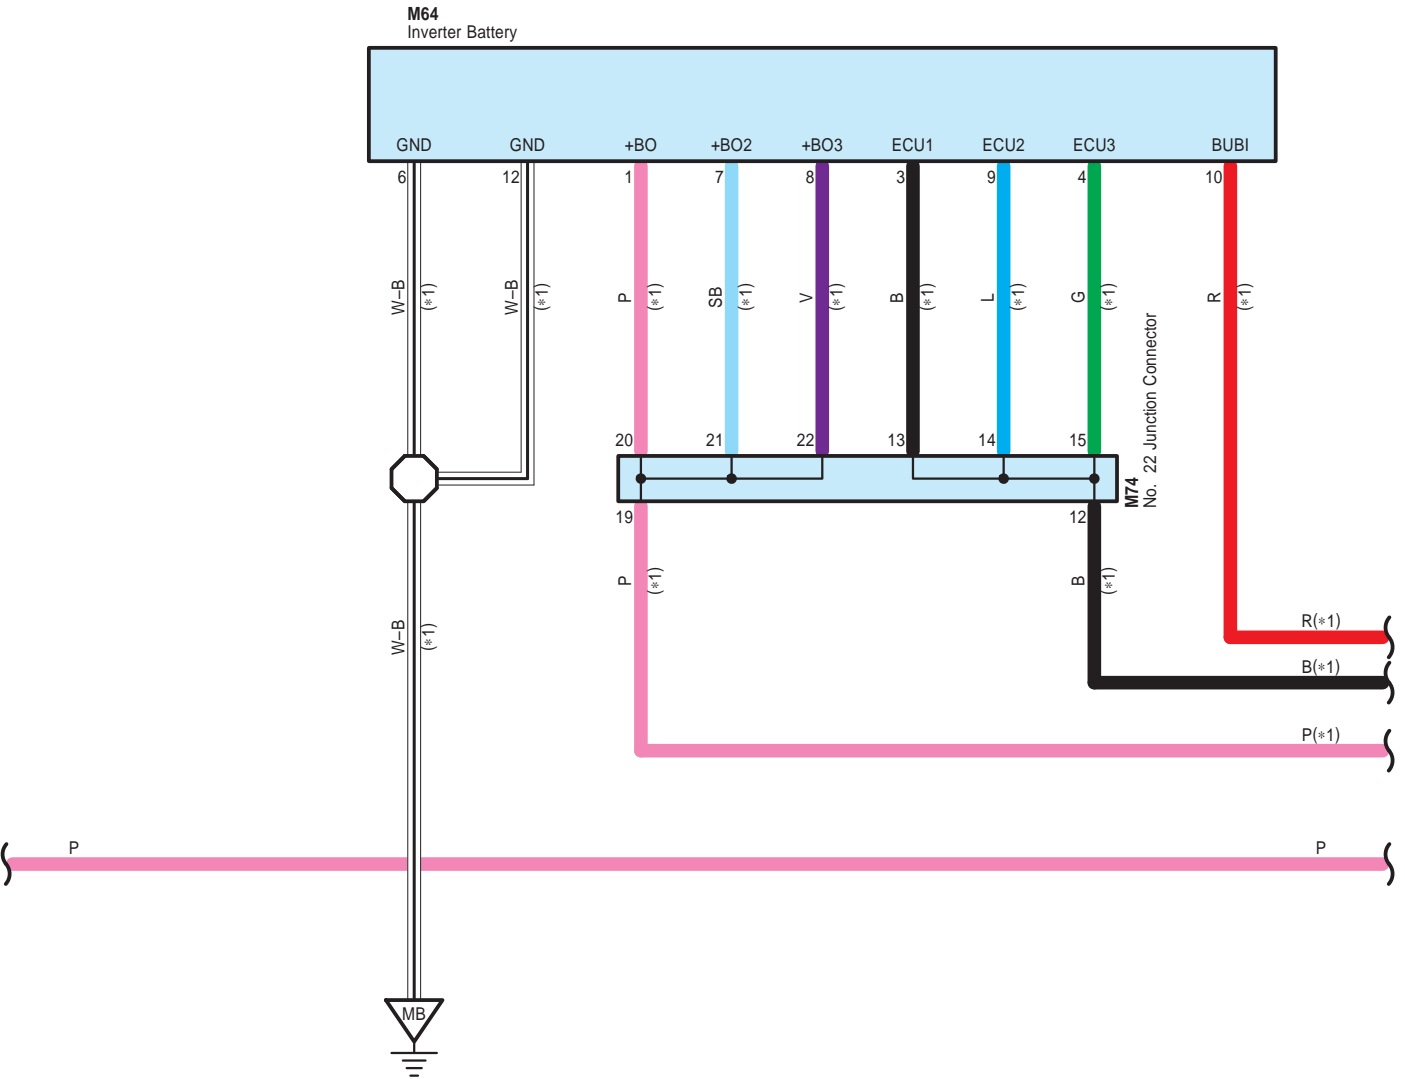 M64
Inverter Battery
GND GND +BO +BO2 +BO3 ECU1 ECU2 ECU3 BUBI
6 12 1 7 8 3 9 4 10
W–B (∗1) W–B (∗1) P (∗1) SB (∗1) V (∗1) B (∗1) L (∗1) G (∗1) R (∗1)
20 21 22 13 14 15
M74
No. 22 Junction Connector
19 12
P (∗1) B (∗1)
W–B (∗1)
R(∗1)
B(∗1)
P(∗1)
P P
MB